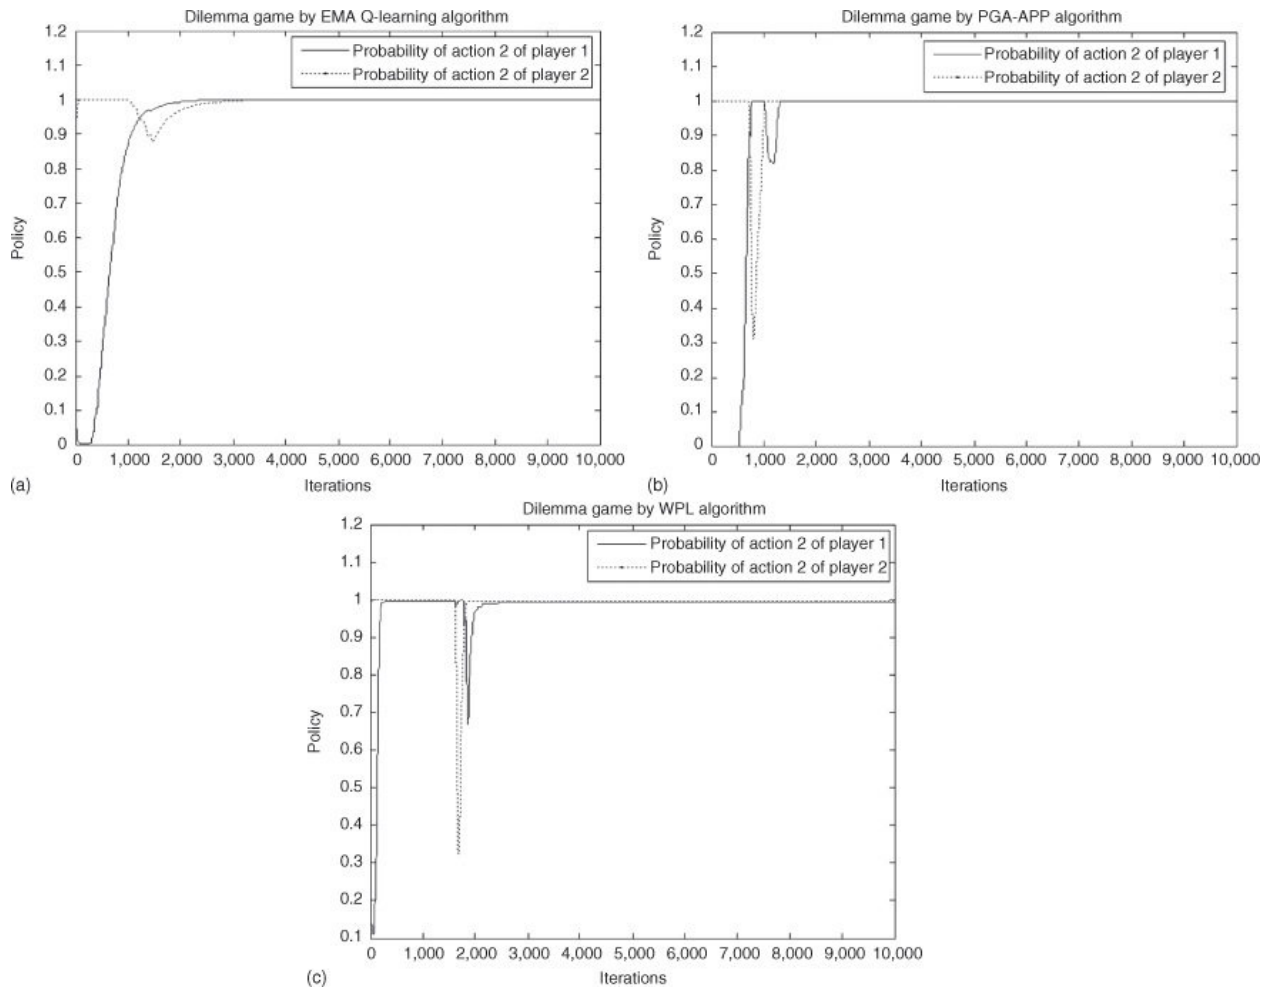 Dilemma game by EMA Q-learning algorithm
1.2
1.1
1
0.9
0.8
0.7
0.6
0.5
0.4
0.3
0.2
0.1
0
Policy
Probability of action 2 of player 1
Probability of action 2 of player 2
0 1,000 2,000 3,000 4,000 5,000 6,000 7,000 8,000 9,000 10,000
(a)
Iterations
Dilemma game by PGA-APP algorithm
1.2
1.1
1
0.9
0.8
0.7
0.6
0.5
0.4
0.3
0.2
0.1
0
Policy
Probability of action 2 of player 1
Probability of action 2 of player 2
0 1,000 2,000 3,000 4,000 5,000 6,000 7,000 8,000 9,000 10,000
(b)
Iterations
Dilemma game by WPL algorithm
1.2
1.1
1
0.9
0.8
0.7
0.6
0.5
0.4
0.3
0.2
0.1
Policy
Probability of action 2 of player 1
Probability of action 2 of player 2
0 1,000 2,000 3,000 4,000 5,000 6,000 7,000 8,000 9,000 10,000
(c)
Iterations